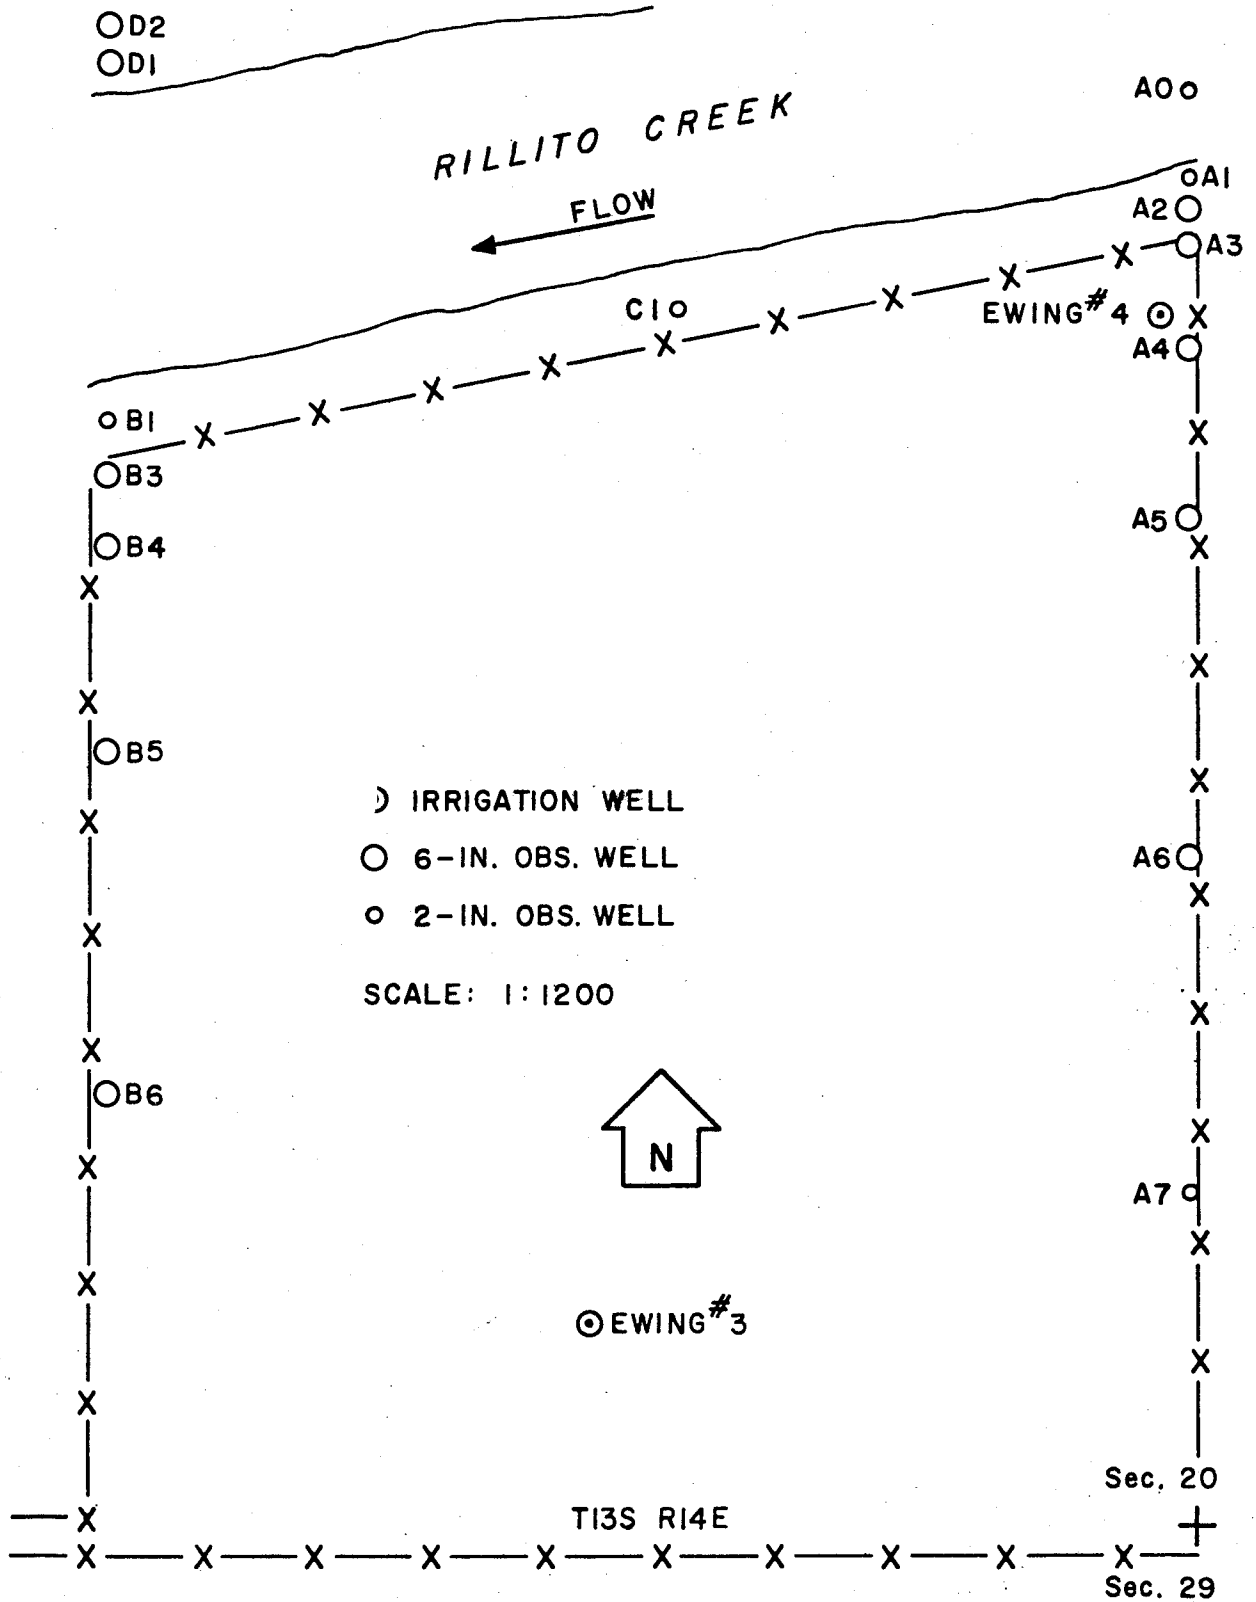 D2
D1
A0
RILLITO CREEK
A1
FLOW
A2
A3
C1
EWING #4
A4
B1
B3
A5
B4
B5
IRRIGATION WELL
6-IN. OBS. WELL
A6
2-IN. OBS. WELL
SCALE: 1:1200
B6
N
A7
EWING #3
Sec. 20
T13S R14E
Sec. 29